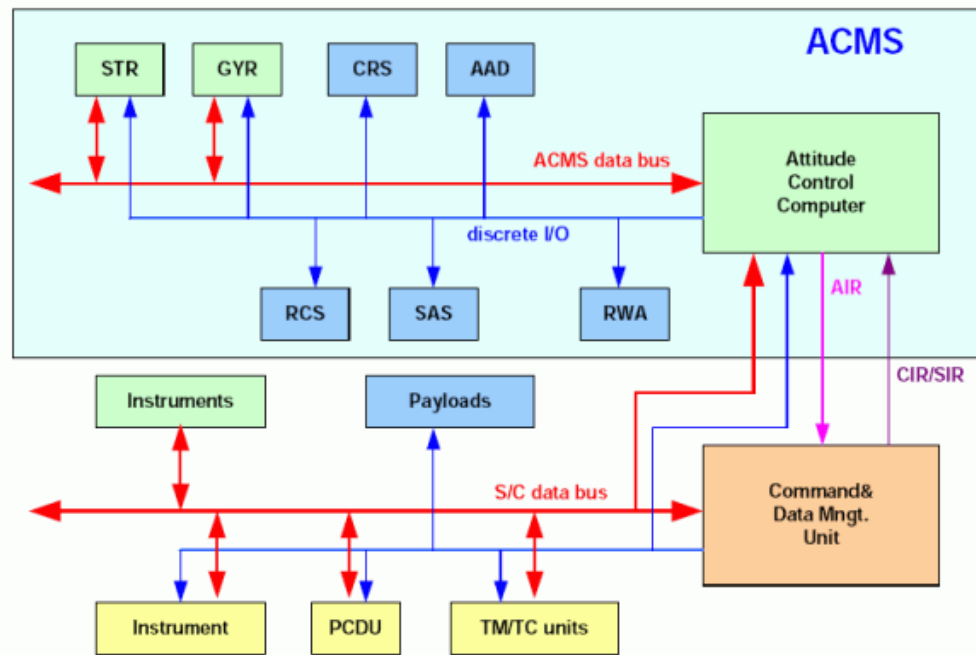 ACMS
STR
GYR
CRS
AAD
ACMS data bus
Attitude
Control
Computer
discrete I/O
RCS
SAS
RWA
AIR
CIR/SIR
Instruments
Payloads
S/C data bus
Command&
Data Mngt.
Unit
Instrument
PCDU
TM/TC units